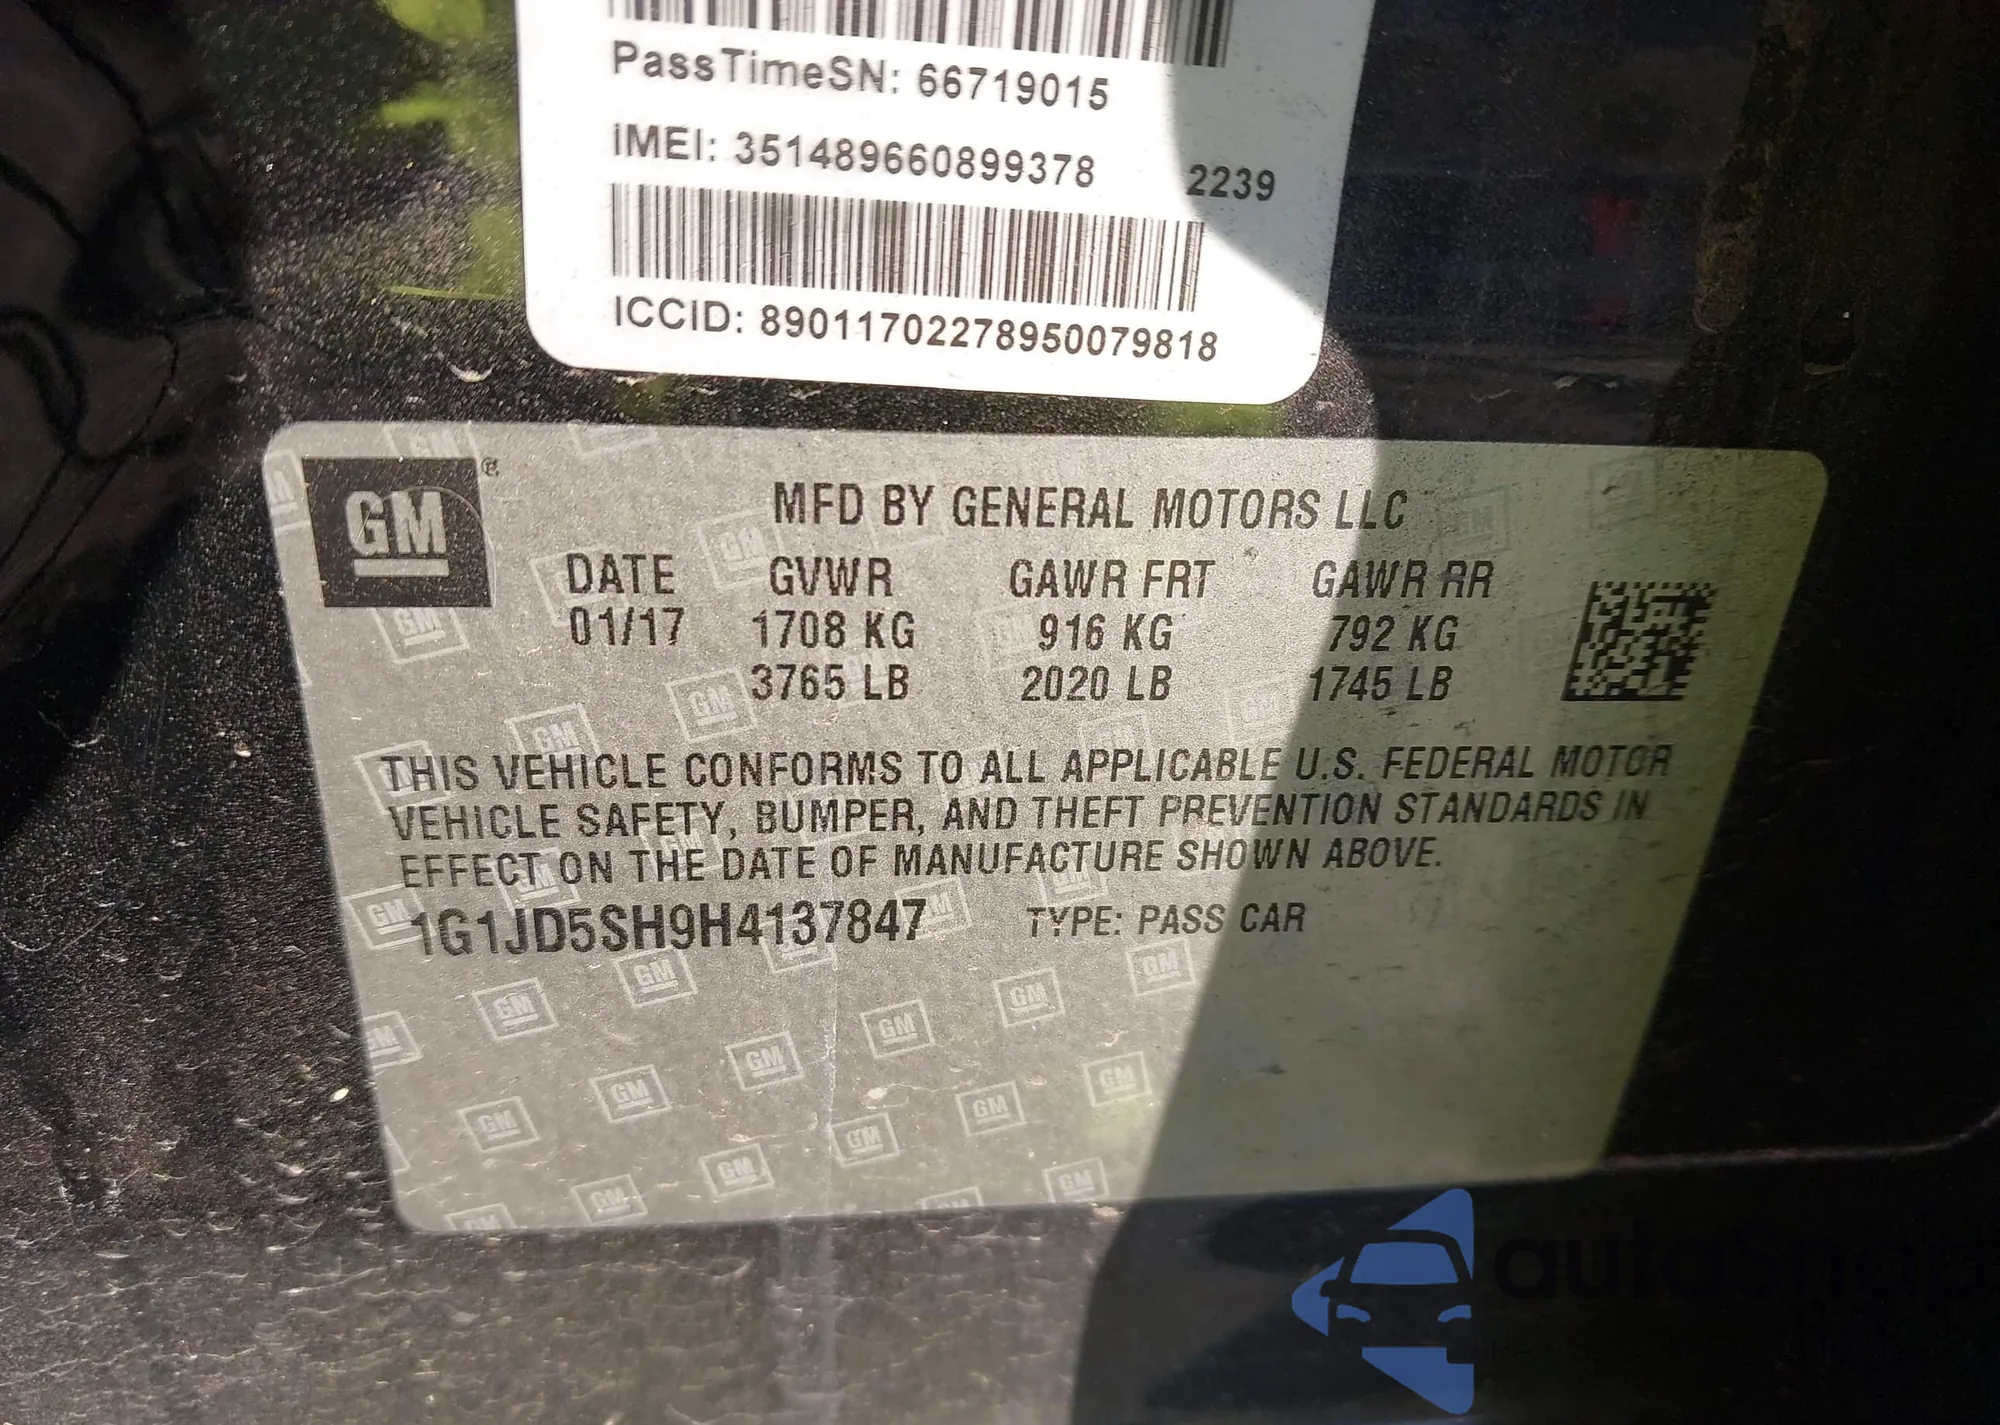 PassTimeSN: 66719015
iMEI: 351489660899378 2239
ICCID: 89011702278950079818
GM®
MFD BY GENERAL MOTORS LLC
DATE GVWR GAWR FRT GAWR RR
01/17 1708 KG 916 KG 792 KG
3765 LB 2020 LB 1745 LB
THIS VEHICLE CONFORMS TO ALL APPLICABLE U.S. FEDERAL MOTOR
VEHICLE SAFETY, BUMPER, AND THEFT PREVENTION STANDARDS IN
EFFECT ON THE DATE OF MANUFACTURE SHOWN ABOVE.
1G1JD5SH9H4137847 TYPE: PASS CAR